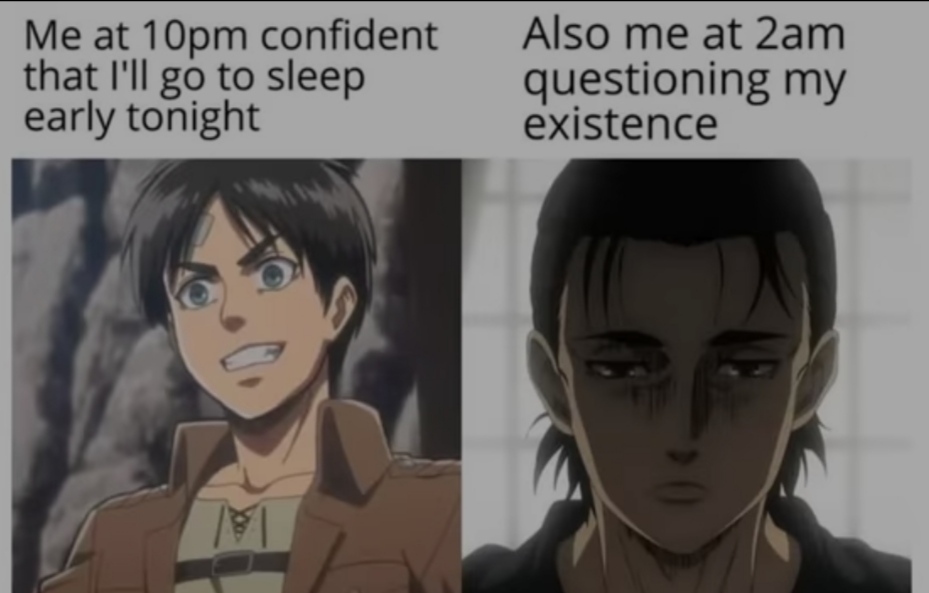 Me at 10pm confident
that I'll go to sleep
early tonight
Also me at 2am
questioning my
existence